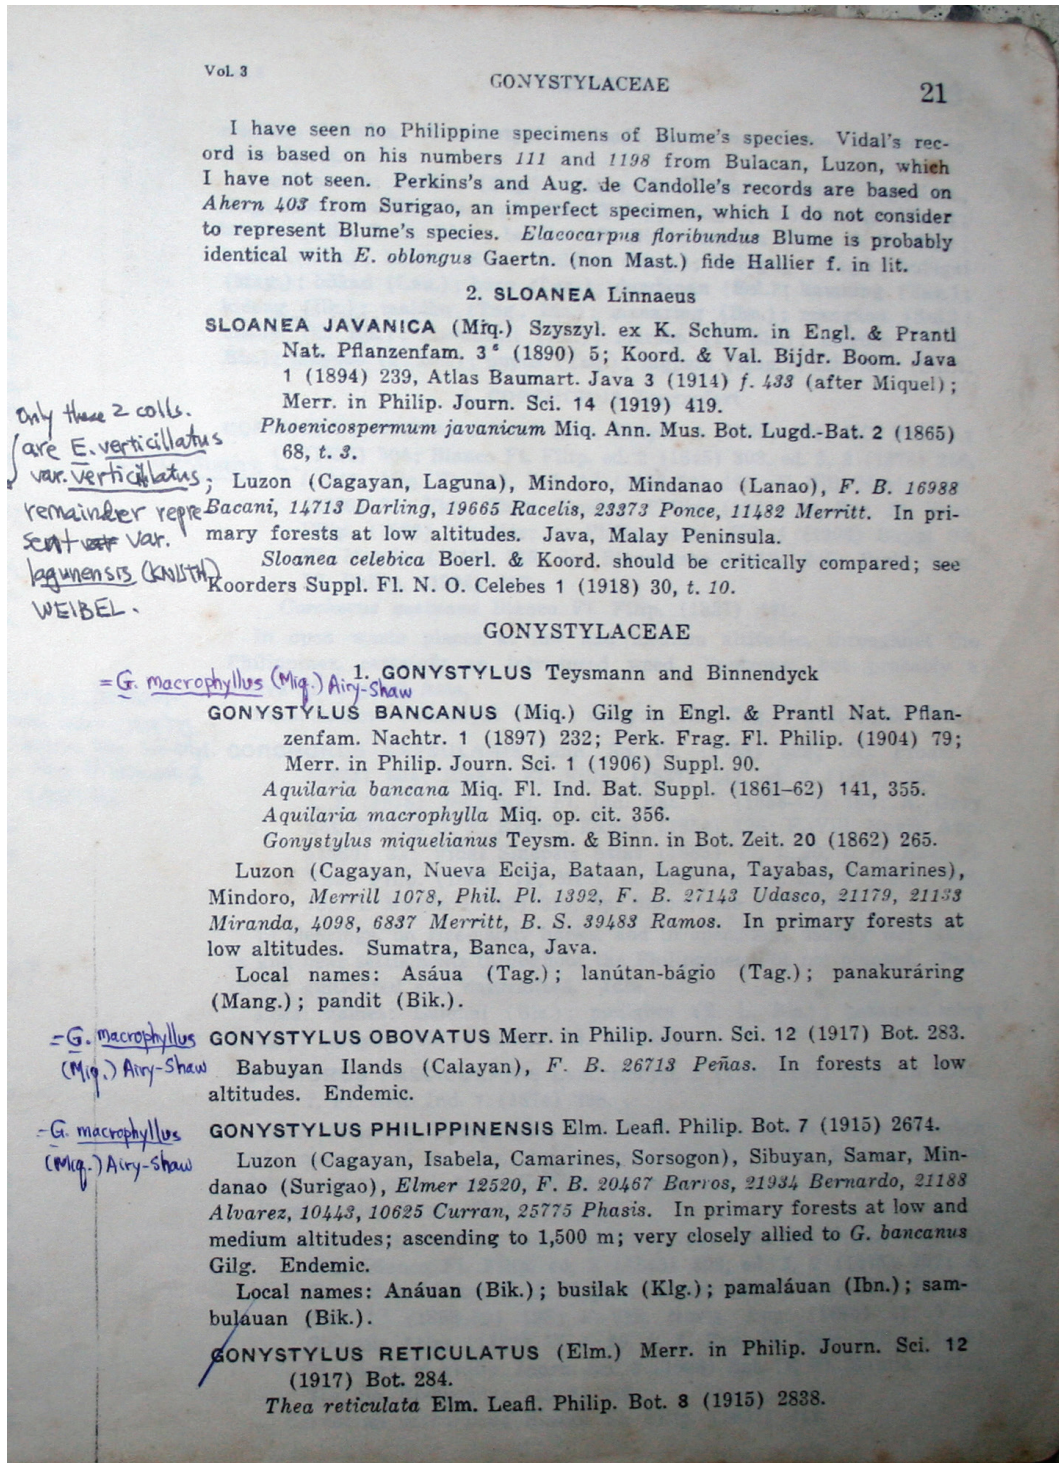 Vol. 3
GONYSTYLACEAE
21
I have seen no Philippine specimens of Blume's species. Vidal's rec-
ord is based on his numbers 111 and 1198 from Bulacan, Luzon, which
I have not seen. Perkins's and Aug. de Candolle's records are based on
Ahern 403 from Surigao, an imperfect specimen, which I do not consider
to represent Blume's species. Elaeocarpus floribundus Blume is probably
identical with E. oblongus Gaertn. (non Mast.) fide Hallier f. in lit.
2. SLOANEA Linnaeus
SLOANEA JAVANICA (Miq.) Szyszyl. ex K. Schum. in Engl. & Prantl
Nat. Pflanzenfam. 3⁶ (1890) 5; Koord. & Val. Bijdr. Boom. Java
1 (1894) 239, Atlas Baumart. Java 3 (1914) f. 433 (after Miquel);
Merr. in Philip. Journ. Sci. 14 (1919) 419.
Phoenicospermum javanicum Miq. Ann. Mus. Bot. Lugd.-Bat. 2 (1865)
68, t. 3.
Luzon (Cagayan, Laguna), Mindoro, Mindanao (Lanao), F. B. 16988
Bacani, 14713 Darling, 19665 Racelis, 23373 Ponce, 11482 Merritt. In pri-
mary forests at low altitudes. Java, Malay Peninsula.
Sloanea celebica Boerl. & Koord. should be critically compared; see
Koorders Suppl. Fl. N. O. Celebes 1 (1918) 30, t. 10.
only these 2 colls.
are E. verticillatus
var. verticillatus;
remainder repre
sent var.
lagunensis (KNUTH)
WEIBEL.
GONYSTYLACEAE
1. GONYSTYLUS Teysmann and Binnendyck
= G. macrophyllus (Miq.) Airy-Shaw
GONYSTYLUS BANCANUS (Miq.) Gilg in Engl. & Prantl Nat. Pflan-
zenfam. Nachtr. 1 (1897) 232; Perk. Frag. Fl. Philip. (1904) 79;
Merr. in Philip. Journ. Sci. 1 (1906) Suppl. 90.
Aquilaria bancana Miq. Fl. Ind. Bat. Suppl. (1861–62) 141, 355.
Aquilaria macrophylla Miq. op. cit. 356.
Gonystylus miquelianus Teysm. & Binn. in Bot. Zeit. 20 (1862) 265.
Luzon (Cagayan, Nueva Ecija, Bataan, Laguna, Tayabas, Camarines),
Mindoro, Merrill 1078, Phil. Pl. 1392, F. B. 27143 Udasco, 21179, 21133
Miranda, 4098, 6837 Merritt, B. S. 39483 Ramos. In primary forests at
low altitudes. Sumatra, Banca, Java.
Local names: Asáua (Tag.); lanútan-bágio (Tag.); panakuráring
(Mang.); pandit (Bik.).
= G. macrophyllus
(Miq.) Airy-Shaw
GONYSTYLUS OBOVATUS Merr. in Philip. Journ. Sci. 12 (1917) Bot. 283.
Babuyan Ilands (Calayan), F. B. 26713 Peñas. In forests at low
altitudes. Endemic.
= G. macrophyllus
(Miq.) Airy-Shaw
GONYSTYLUS PHILIPPINENSIS Elm. Leafl. Philip. Bot. 7 (1915) 2674.
Luzon (Cagayan, Isabela, Camarines, Sorsogon), Sibuyan, Samar, Min-
danao (Surigao), Elmer 12520, F. B. 20467 Barros, 21934 Bernardo, 21188
Alvarez, 10443, 10625 Curran, 25775 Phasis. In primary forests at low and
medium altitudes; ascending to 1,500 m; very closely allied to G. bancanus
Gilg. Endemic.
Local names: Anáuan (Bik.); busilak (Klg.); pamaláuan (Ibn.); sam-
buláuan (Bik.).
GONYSTYLUS RETICULATUS (Elm.) Merr. in Philip. Journ. Sci. 12
(1917) Bot. 284.
Thea reticulata Elm. Leafl. Philip. Bot. 8 (1915) 2838.